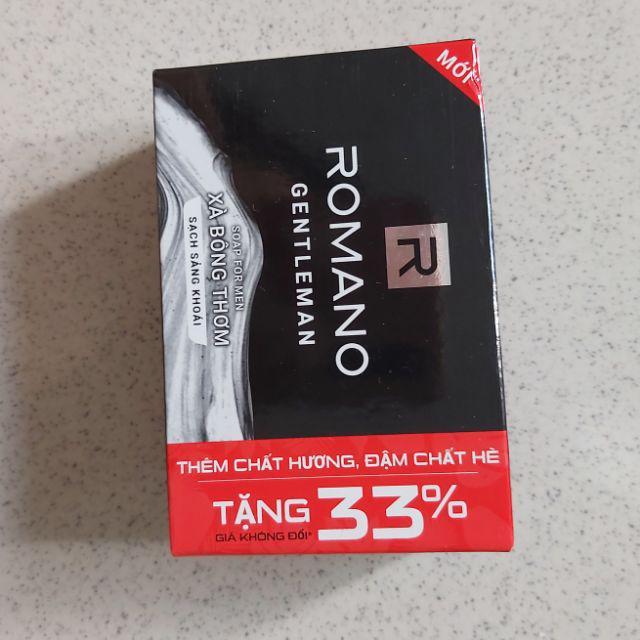 MỚI
R
ROMANO
GENTLEMAN
SOAP FOR MEN
XÀ BÔNG THƠM
SẠCH SẢNG KHOÁI
THÊM CHẤT HƯƠNG, ĐẬM CHẤT HÈ
TẶNG 33%
GIÁ KHÔNG ĐỔI*